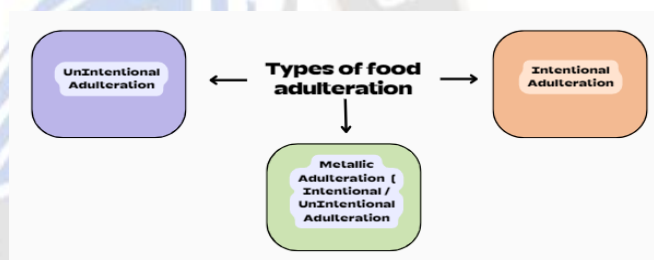 Types of food
adulteration
UnIntentional
Adulteration
Intentional
Adulteration
Metallic
Adulteration (
Intentional /
UnIntentional
Adulteration